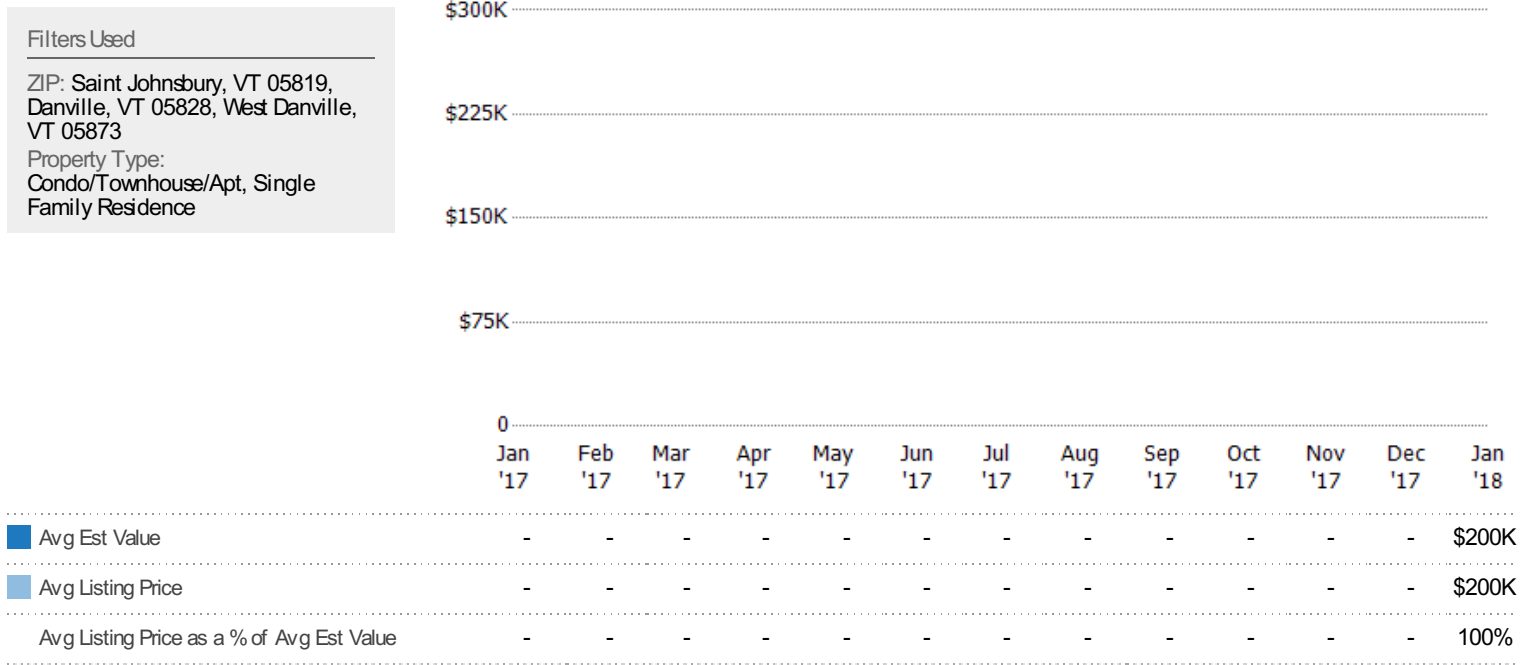 Filters Used
ZIP: Saint Johnsbury, VT 05819,
Danville, VT 05828, West Danville,
VT 05873
Property Type:
Condo/Townhouse/Apt, Single
Family Residence
$300K
$225K
$150K
$75K
0
Jan Feb Mar Apr May Jun Jul Aug Sep Oct Nov Dec Jan
'17 '17 '17 '17 '17 '17 '17 '17 '17 '17 '17 '17 '18
Avg Est Value - - - - - - - - - - - - $200K
Avg Listing Price - - - - - - - - - - - - $200K
Avg Listing Price as a % of Avg Est Value - - - - - - - - - - - - 100%